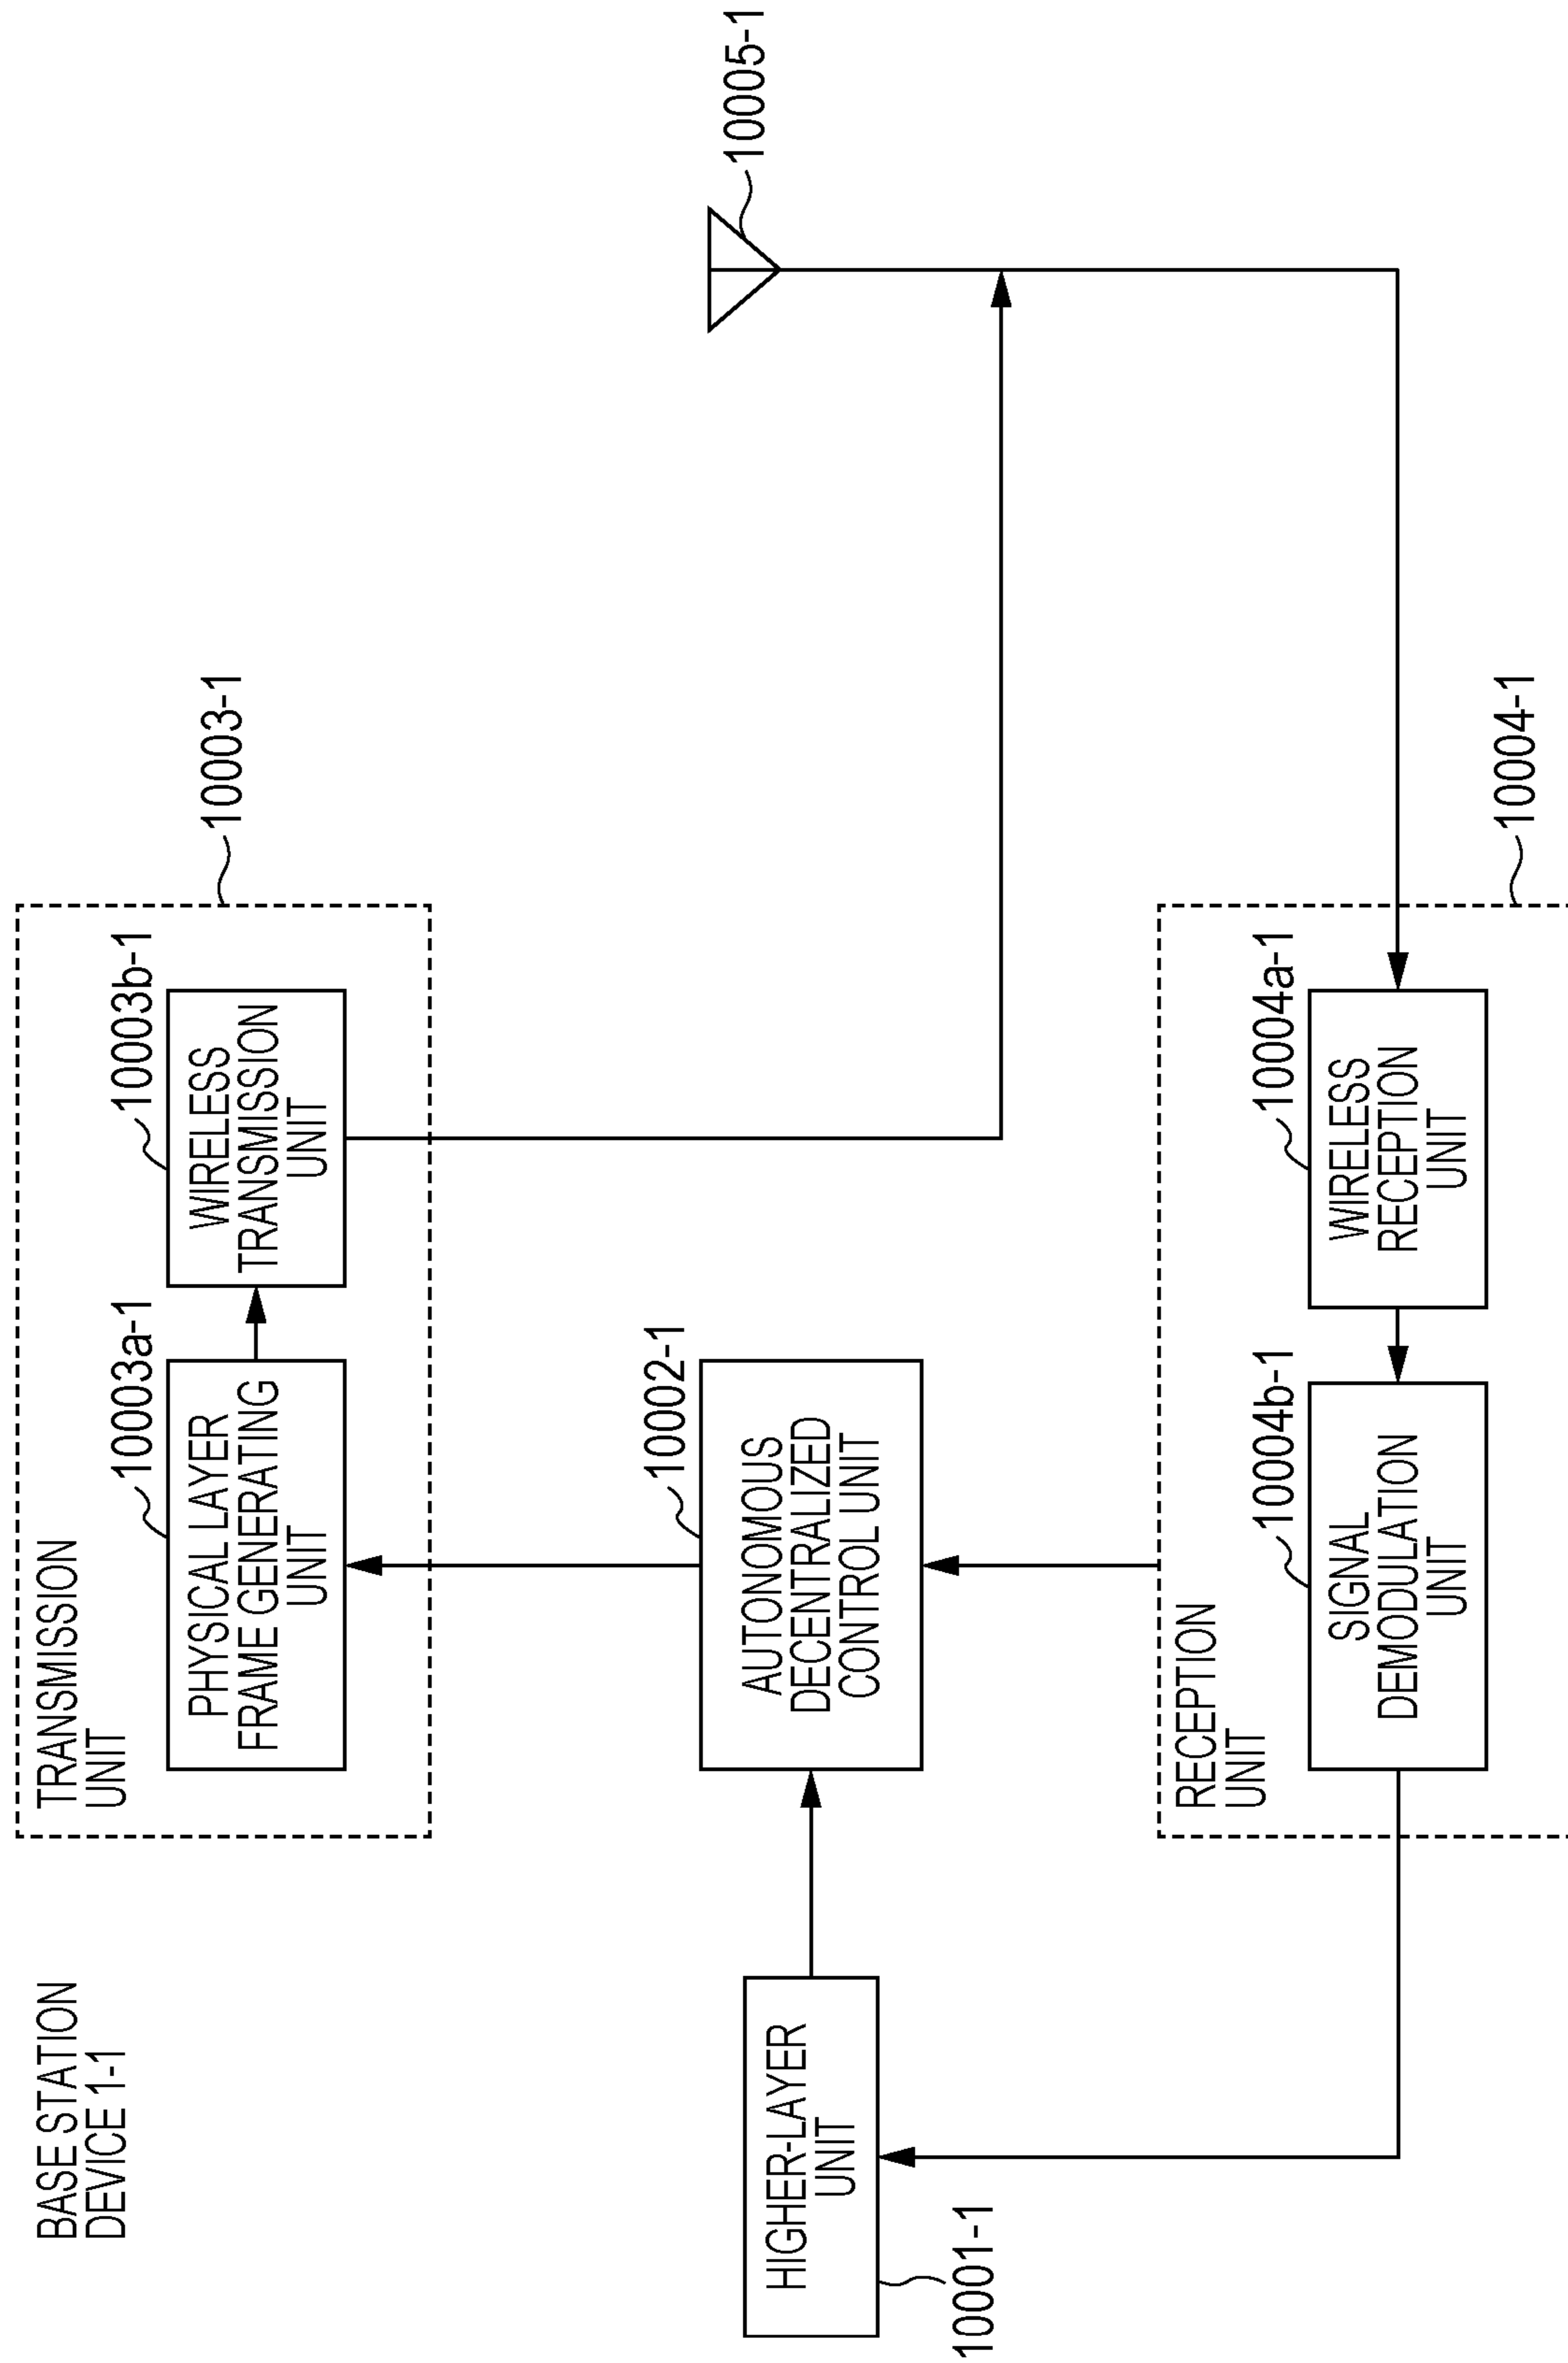 BASE STATION
DEVICE 1-1
TRANSMISSION
UNIT
10003-1
10003a-1
PHYSICAL LAYER
FRAME GENERATING
UNIT
10003b-1
WIRELESS
TRANSMISSION
UNIT
10005-1
10001-1
HIGHER-LAYER
UNIT
10002-1
AUTONOMOUS
DECENTRALIZED
CONTROL UNIT
RECEPTION
UNIT
10004-1
10004b-1
SIGNAL
DEMODULATION
UNIT
10004a-1
WIRELESS
RECEPTION
UNIT